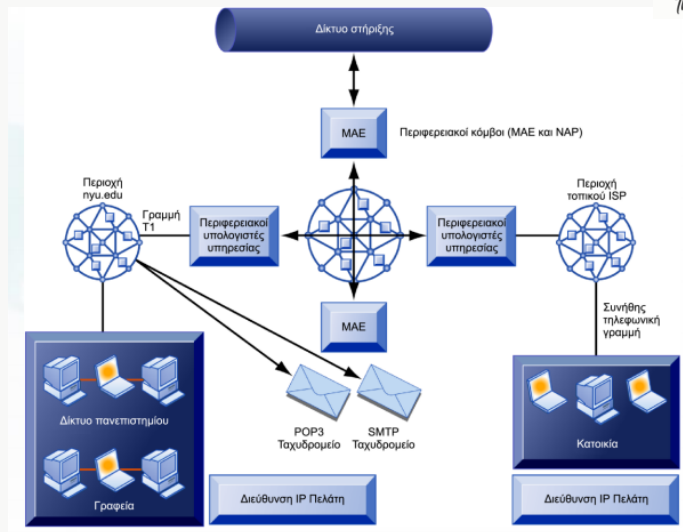 Δίκτυο στήριξης
MAE
Περιφερειακοί κόμβοι (MAE και NAP)
Περιοχή
nyu.edu
Γραμμή
T1
Περιφερειακοί
υπολογιστές
υπηρεσίας
Περιφερειακοί
υπολογιστές
υπηρεσίας
Περιοχή
τοπικού ISP
MAE
Συνήθης
τηλεφωνική
γραμμή
Δίκτυο πανεπιστημίου
Γραφεία
POP3
Ταχυδρομείο
SMTP
Ταχυδρομείο
Κατοικία
Διεύθυνση IP Πελάτη
Διεύθυνση IP Πελάτη